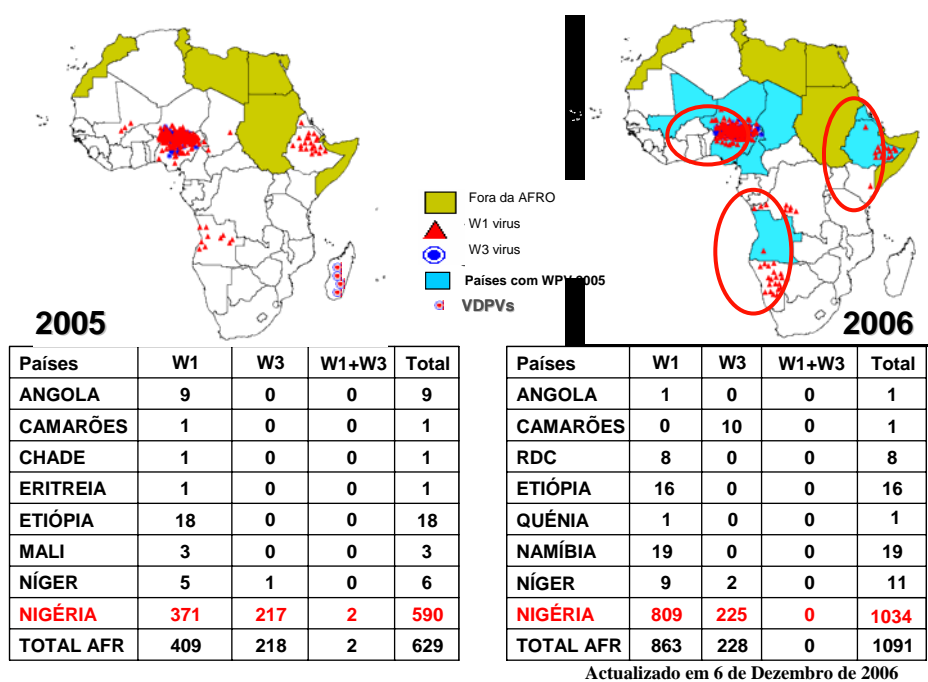 Fora da AFRO
W1 virus
W3 virus
Países com WPV 2005
VDPVs
2005
2006
Países W1 W3 W1+W3 Total
ANGOLA 9 0 0 9
CAMARÕES 1 0 0 1
CHADE 1 0 0 1
ERITREIA 1 0 0 1
ETIÓPIA 18 0 0 18
MALI 3 0 0 3
NÍGER 5 1 0 6
NIGÉRIA 371 217 2 590
TOTAL AFR 409 218 2 629
Países W1 W3 W1+W3 Total
ANGOLA 1 0 0 1
CAMARÕES 0 10 0 1
RDC 8 0 0 8
ETIÓPIA 16 0 0 16
QUÉNIA 1 0 0 1
NAMÍBIA 19 0 0 19
NÍGER 9 2 0 11
NIGÉRIA 809 225 0 1034
TOTAL AFR 863 228 0 1091
Actualizado em 6 de Dezembro de 2006